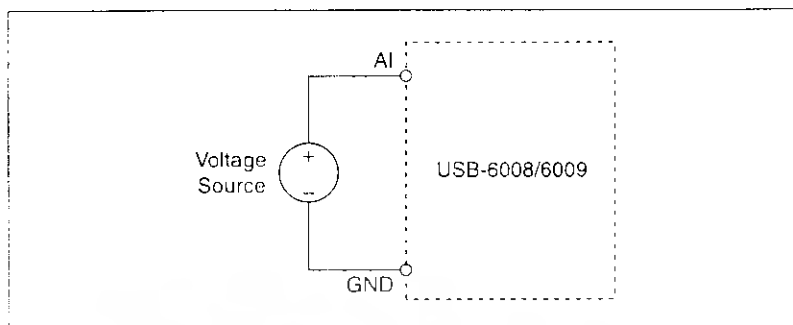 AI
+
Voltage
Source
−
USB-6008/6009
GND